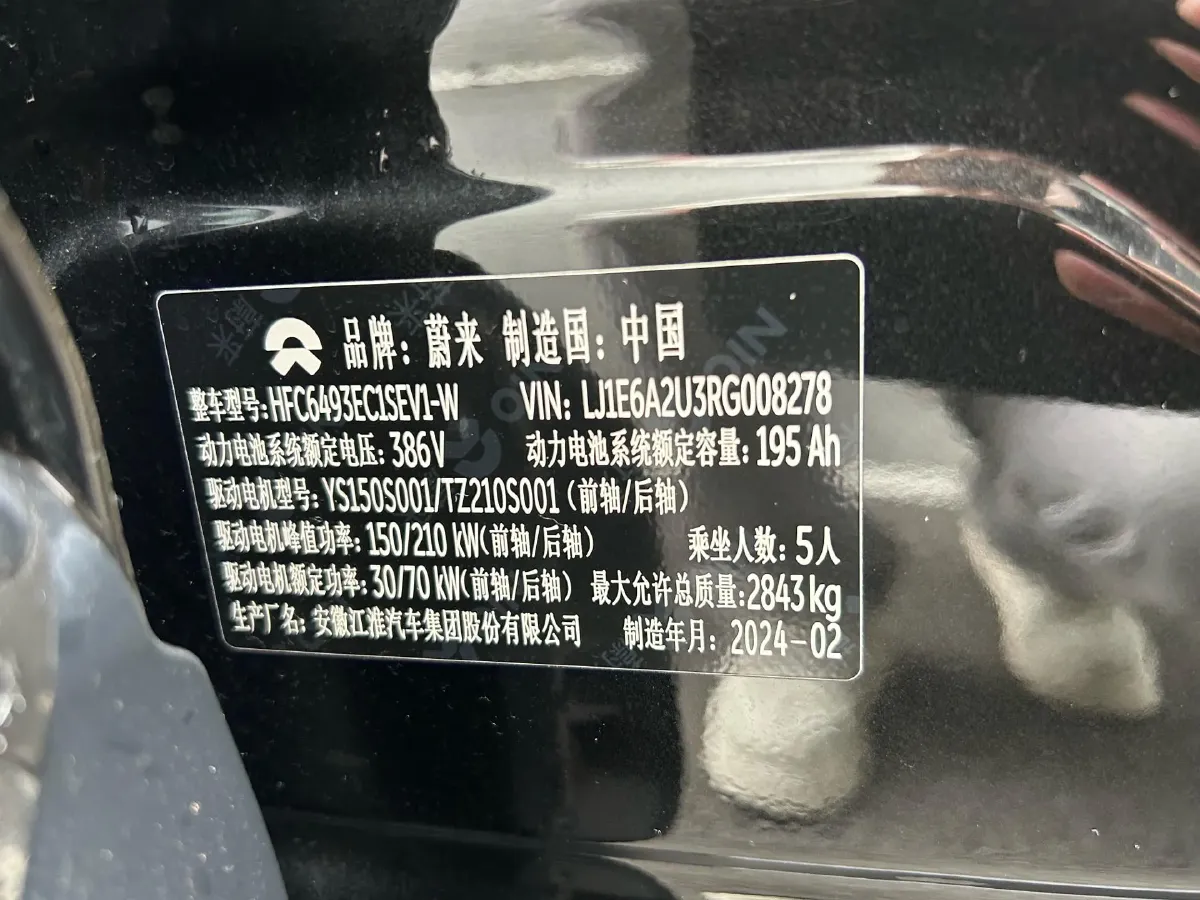 品牌：蔚来 制造国：中国
整车型号:HFC6493EC1SEV1-W VIN: LJ1E6A2U3RG008278
动力电池系统额定电压: 386V 动力电池系统额定容量: 195 Ah
驱动电机型号: YS150S001/TZ210S001 (前轴/后轴)
驱动电机峰值功率: 150/210 kW(前轴/后轴) 乘坐人数: 5人
驱动电机额定功率: 30/70 kW(前轴/后轴) 最大允许总质量:2843kg
生产厂名: 安徽江淮汽车集团股份有限公司 制造年月: 2024-02
NIO
蔚来